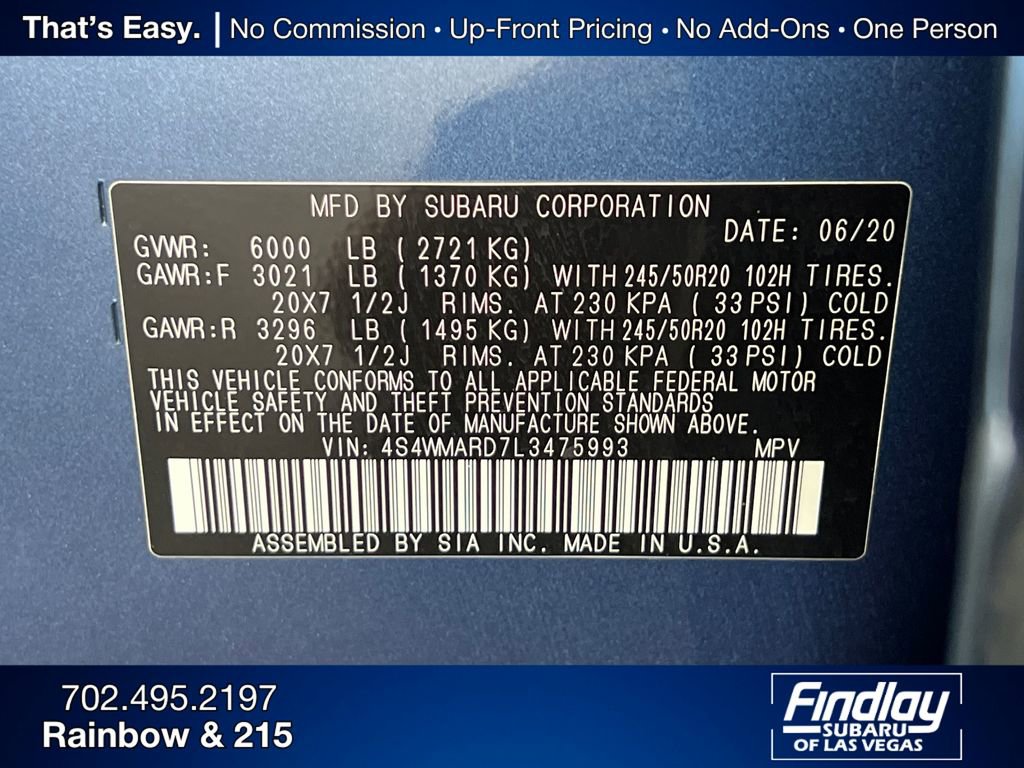 That's Easy. | No Commission • Up-Front Pricing • No Add-Ons • One Person
MFD BY SUBARU CORPORATION
DATE: 06/20
GVWR: 6000 LB ( 2721 KG)
GAWR:F 3021 LB ( 1370 KG) WITH 245/50R20 102H TIRES.
20X7 1/2J RIMS. AT 230 KPA ( 33 PSI) COLD
GAWR:R 3296 LB ( 1495 KG) WITH 245/50R20 102H TIRES.
20X7 1/2J RIMS. AT 230 KPA ( 33 PSI) COLD
THIS VEHICLE CONFORMS TO ALL APPLICABLE FEDERAL MOTOR
VEHICLE SAFETY AND THEFT PREVENTION STANDARDS
IN EFFECT ON THE DATE OF MANUFACTURE SHOWN ABOVE.
VIN: 4S4WMARD7L3475993 MPV
ASSEMBLED BY SIA INC. MADE IN U.S.A.
702.495.2197
Rainbow & 215
Findlay
SUBARU
OF LAS VEGAS